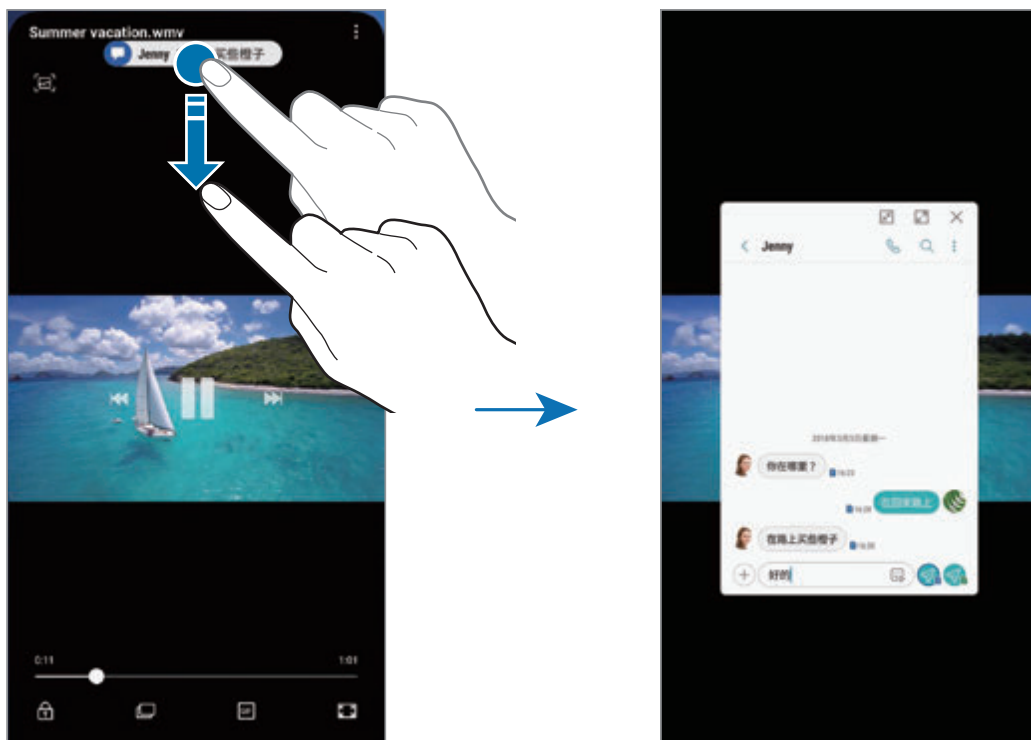 Summer vacation.wmv
Jenny 买些橙子
0:11 1:01
GIF
Jenny
你在哪里？
在回家路上
在路上买些橙子
好的